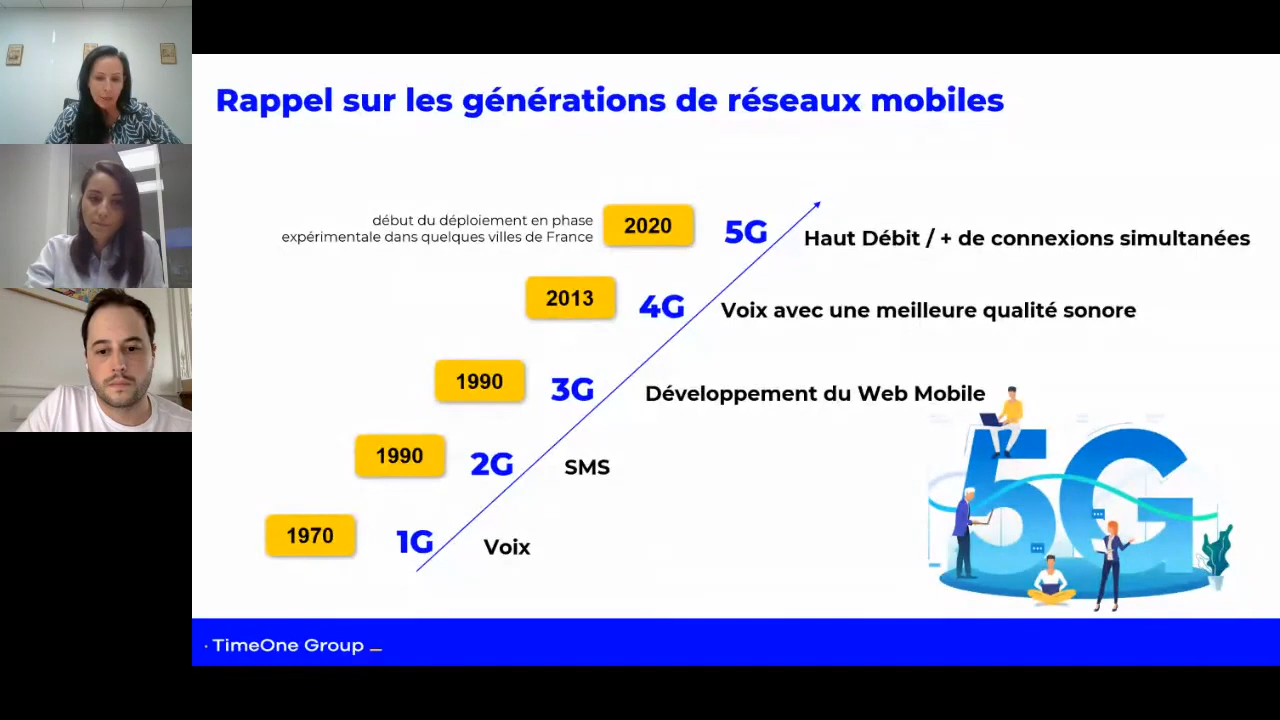 Rappel sur les générations de réseaux mobiles
début du déploiement en phase
expérimentale dans quelques villes de France
2020
5G
Haut Débit / + de connexions simultanées
2013
4G
Voix avec une meilleure qualité sonore
1990
3G
Développement du Web Mobile
1990
2G
SMS
1970
1G
Voix
5G
TimeOne Group